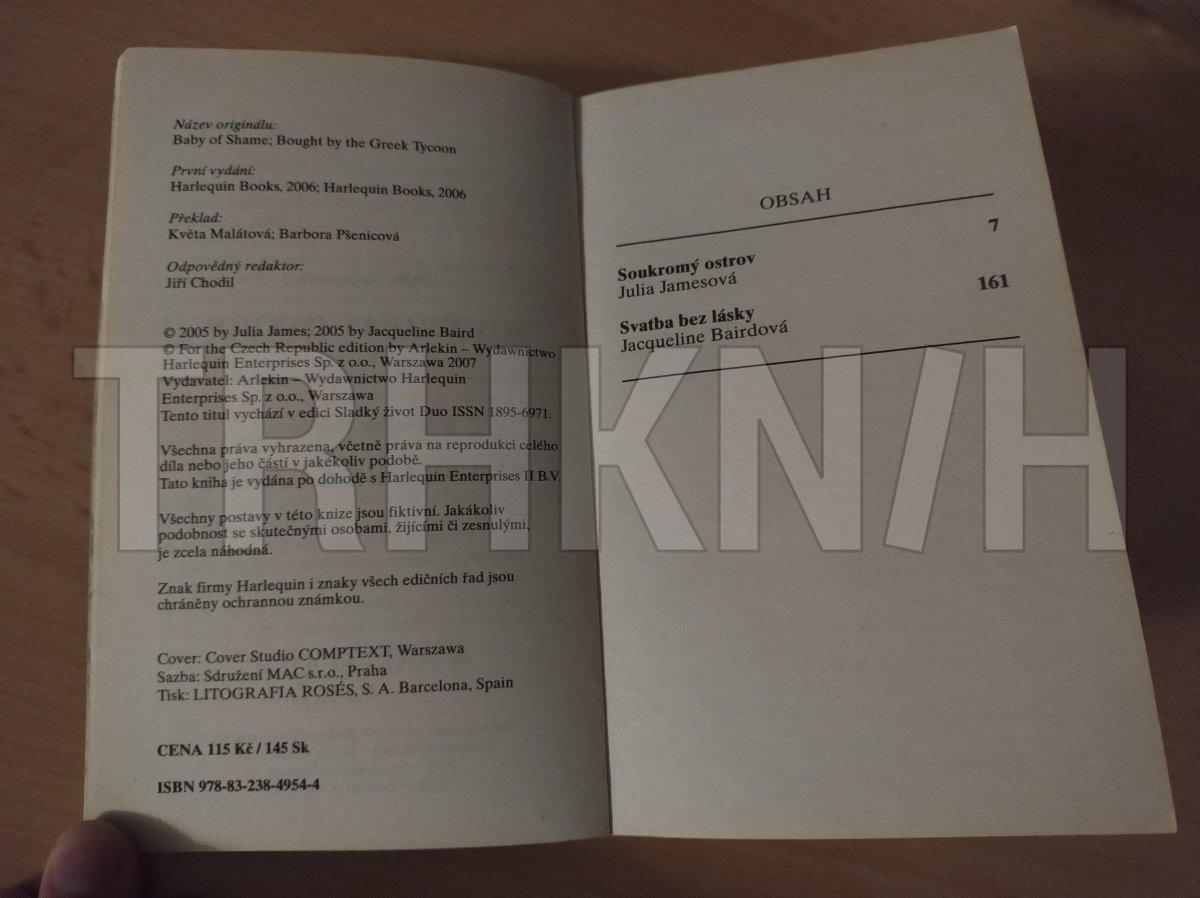 Název originálu:
Baby of Shame; Bought by the Greek Tycoon
První vydání:
Harlequin Books, 2006; Harlequin Books, 2006
Překlad:
Květa Malátová; Barbora Pšenicová
Odpovědný redaktor:
Jiří Chodil
© 2005 by Julia James; 2005 by Jacqueline Baird
© For the Czech Republic edition by Arlekin – Wydawnictwo
Harlequin Enterprises Sp. z o.o., Warszawa 2007
Vydavatel: Arlekin – Wydawnictwo Harlequin
Enterprises Sp. z o.o., Warszawa
Tento titul vychází v edici Sladký život Duo ISSN 1895-6971.
Všechna práva vyhrazena, včetně práva na reprodukci celého
díla nebo jeho částí v jakékoliv podobě.
Tato kniha je vydána po dohodě s Harlequin Enterprises II B.V.
Všechny postavy v této knize jsou fiktivní. Jakákoliv
podobnost se skutečnými osobami, žijícími či zesnulými,
je zcela náhodná.
Znak firmy Harlequin i znaky všech edičních řad jsou
chráněny ochrannou známkou.
Cover: Cover Studio COMPTEXT, Warszawa
Sazba: Sdružení MAC s.r.o., Praha
Tisk: LITOGRAFIA ROSÉS, S. A. Barcelona, Spain
CENA 115 Kč / 145 Sk
ISBN 978-83-238-4954-4
OBSAH
Soukromý ostrov 7
Julia Jamesová
Svatba bez lásky 161
Jacqueline Bairdová
TRHKN/H